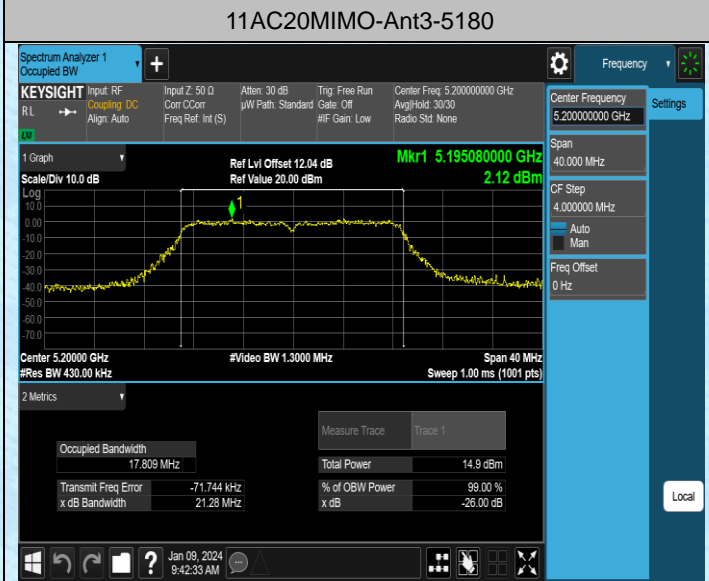 11AC20MIMO-Ant3-5180
Spectrum Analyzer 1
Occupied BW
Frequency
KEYSIGHT
RL
Input: RF
Coupling: DC
Align: Auto
Input Z: 50 Ω
Corr CCorr
Freq Ref: Int (S)
Atten: 30 dB
µW Path: Standard
Trig: Free Run
Gate: Off
#IF Gain: Low
Center Freq: 5.200000000 GHz
Avg|Hold: 30/30
Radio Std: None
LXI
1 Graph
Scale/Div 10.0 dB
Ref Lvl Offset 12.04 dB
Ref Value 20.00 dBm
Mkr1 5.195080000 GHz
2.12 dBm
Log
10.0
0.00
-10.0
-20.0
-30.0
-40.0
-50.0
-60.0
-70.0
1
Center 5.20000 GHz
#Res BW 430.00 kHz
#Video BW 1.3000 MHz
Span 40 MHz
Sweep 1.00 ms (1001 pts)
2 Metrics
Measure Trace
Trace 1
Occupied Bandwidth
17.809 MHz
Total Power
14.9 dBm
Transmit Freq Error
-71.744 kHz
% of OBW Power
99.00 %
x dB Bandwidth
21.28 MHz
x dB
-26.00 dB
Center Frequency
5.200000000 GHz
Settings
Span
40.000 MHz
CF Step
4.000000 MHz
Auto
Man
Freq Offset
0 Hz
Local
?
Jan 09, 2024
9:42:33 AM